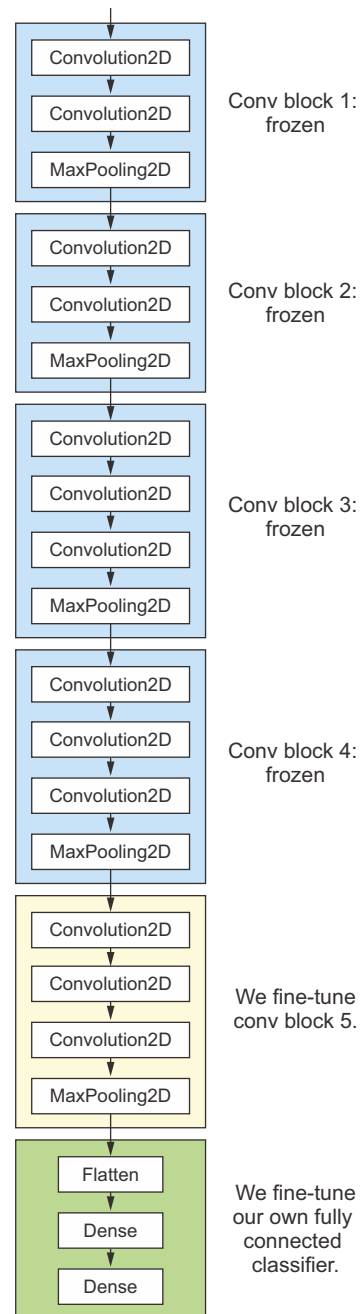 Convolution2D
Convolution2D
MaxPooling2D
Conv block 1:
frozen
Convolution2D
Convolution2D
MaxPooling2D
Conv block 2:
frozen
Convolution2D
Convolution2D
Convolution2D
MaxPooling2D
Conv block 3:
frozen
Convolution2D
Convolution2D
Convolution2D
MaxPooling2D
Conv block 4:
frozen
Convolution2D
Convolution2D
Convolution2D
MaxPooling2D
We fine-tune
conv block 5.
Flatten
Dense
Dense
We fine-tune
our own fully
connected
classifier.